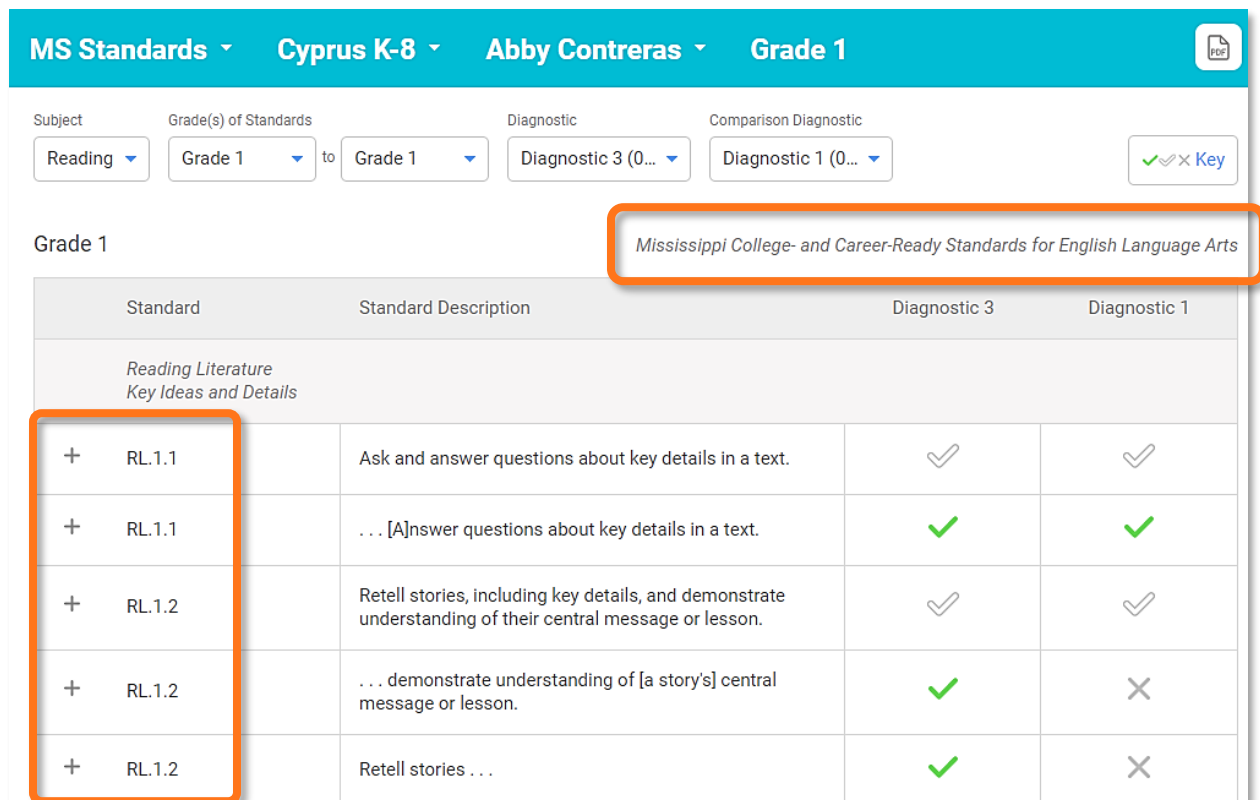 MS Standards Cyprus K-8 Abby Contreras Grade 1
PDF
Subject Grade(s) of Standards Diagnostic Comparison Diagnostic
Reading Grade 1 to Grade 1 Diagnostic 3 (0... Diagnostic 1 (0... Key
Grade 1 Mississippi College- and Career-Ready Standards for English Language Arts
Standard Standard Description Diagnostic 3 Diagnostic 1
Reading Literature
Key Ideas and Details
+ RL.1.1 Ask and answer questions about key details in a text.
+ RL.1.1 . . . [A]nswer questions about key details in a text.
+ RL.1.2 Retell stories, including key details, and demonstrate
understanding of their central message or lesson.
+ RL.1.2 . . . demonstrate understanding of [a story's] central
message or lesson.
+ RL.1.2 Retell stories . . .